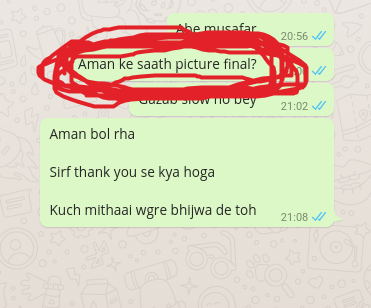 Abe musafar
20:56
Aman ke saath picture final?
Gazab slow ho bey
21:02
Aman bol rha
Sirf thank you se kya hoga
Kuch mithaai wgre bhijwa de toh
21:08